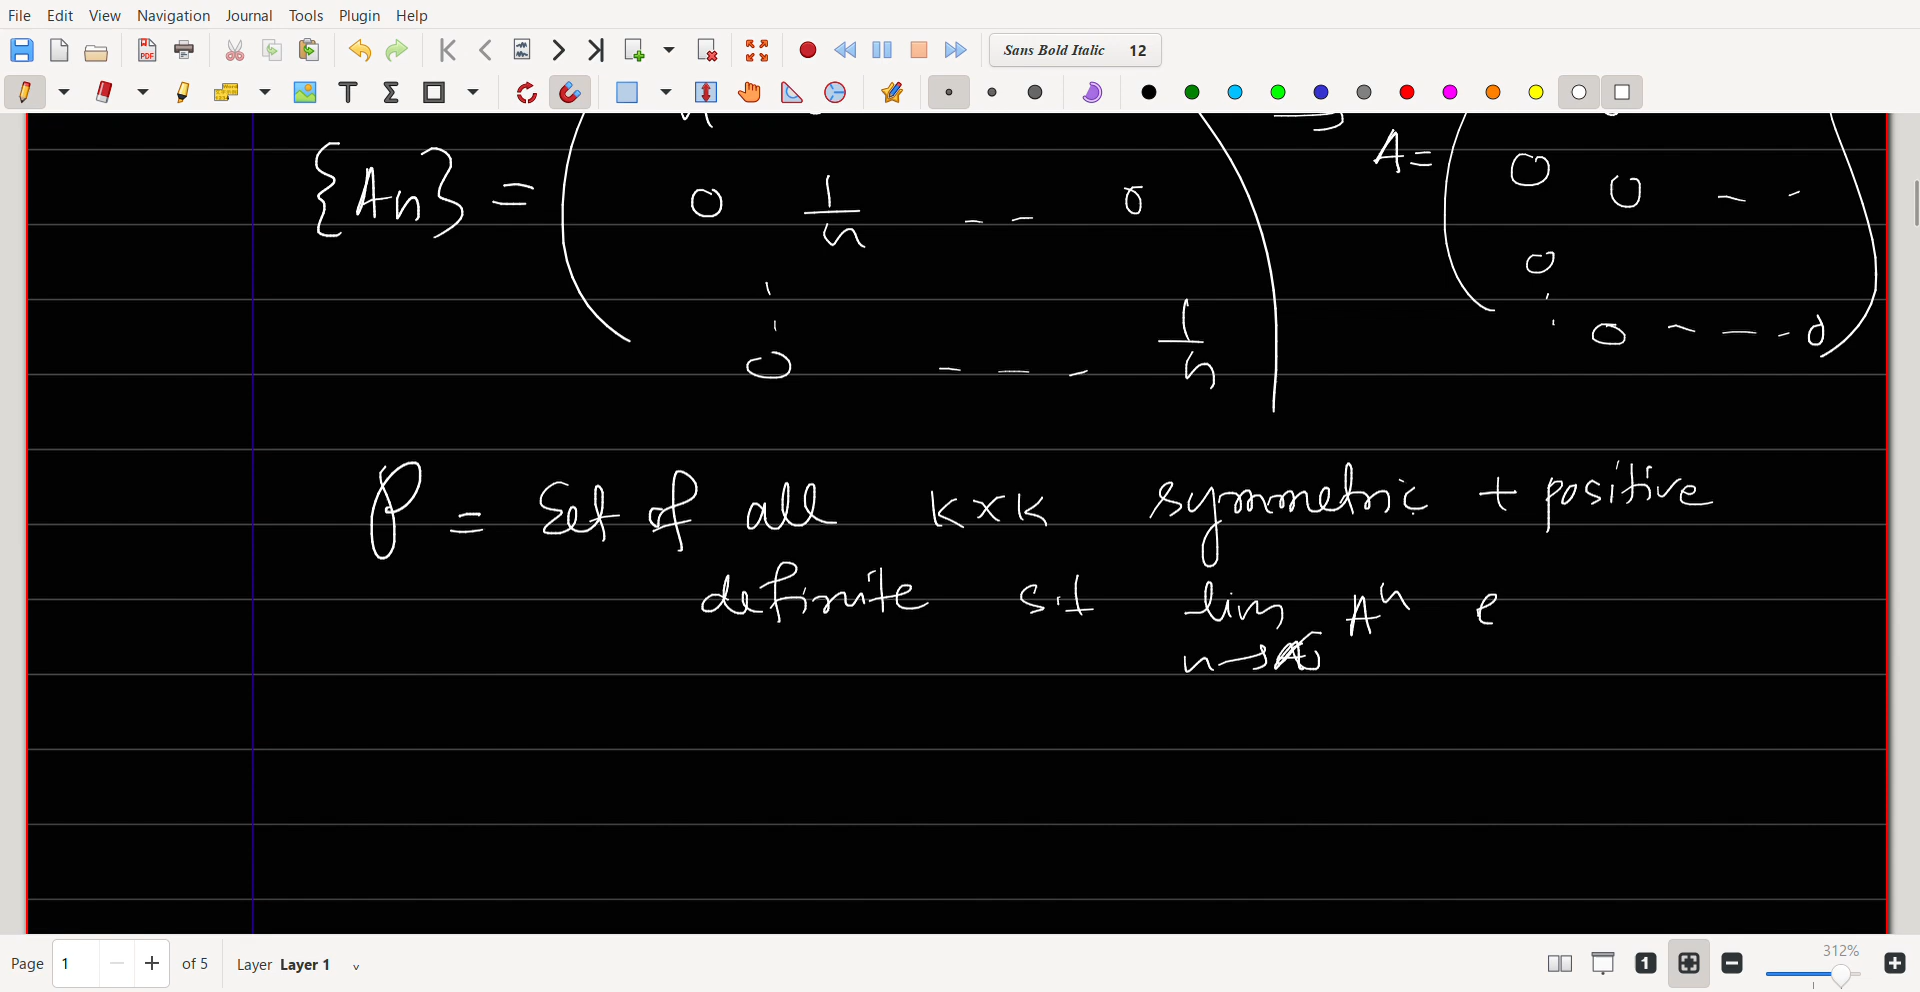 File Edit View Navigation Journal Tools Plugin Help
Sans Bold Italic 12
{An} = 0 1/n -- 0
0 --- 1/n
A = 0 0 -- -
0
0 --- 0
P = Set of all k×k symmetric + positive
definite s.t lim A^n e
n→
Page 1 of 5 Layer Layer 1 312%